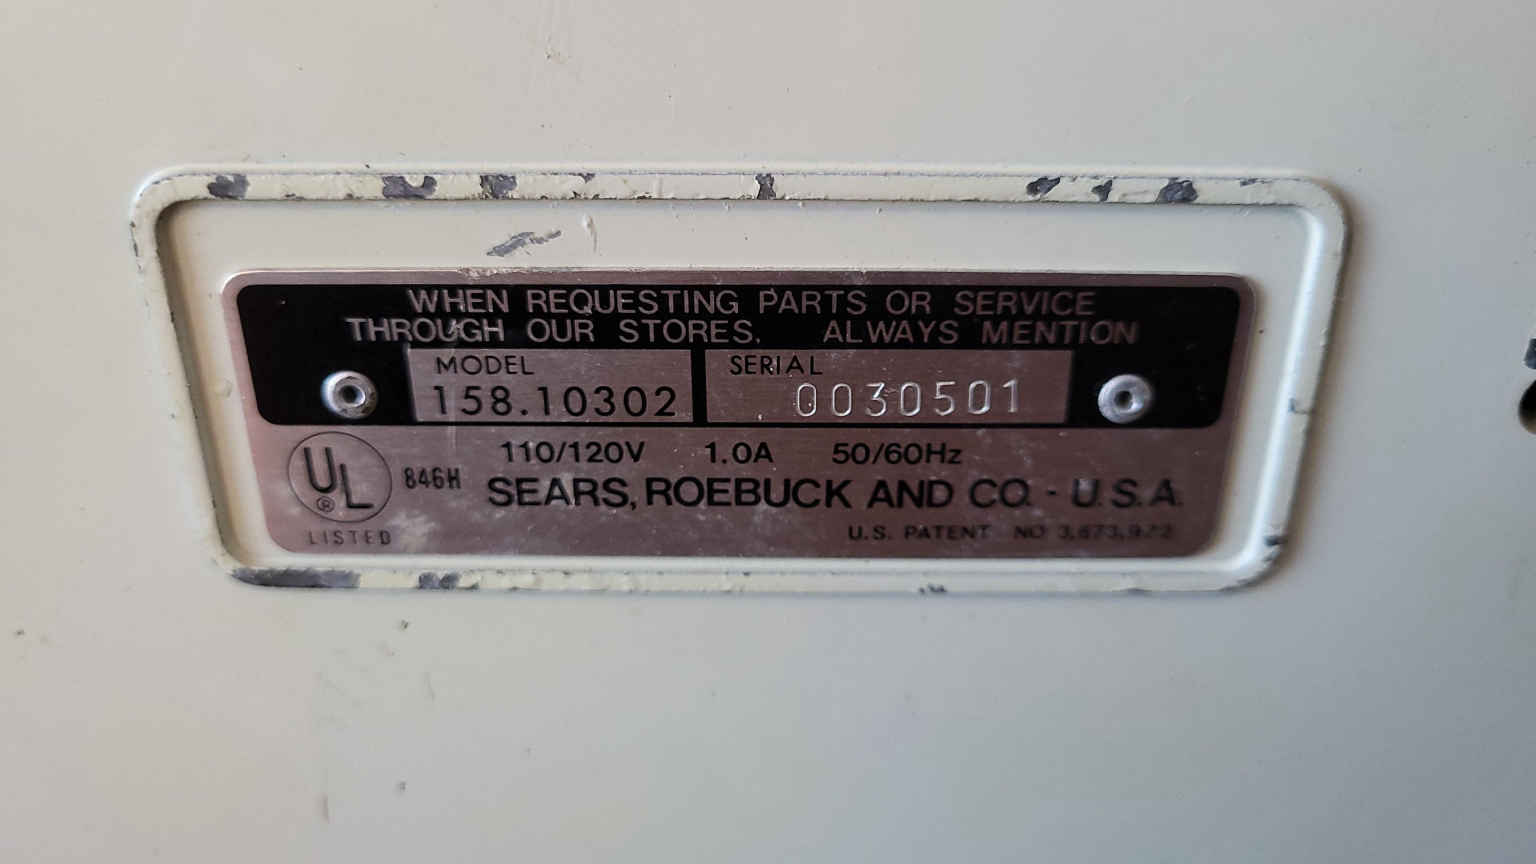 WHEN REQUESTING PARTS OR SERVICE
THROUGH OUR STORES, ALWAYS MENTION
MODEL SERIAL
158.10302 0030501
110/120V 1.0A 50/60Hz
UL ® 846H
SEARS, ROEBUCK AND CO. - U.S.A.
LISTED
U.S. PATENT NO